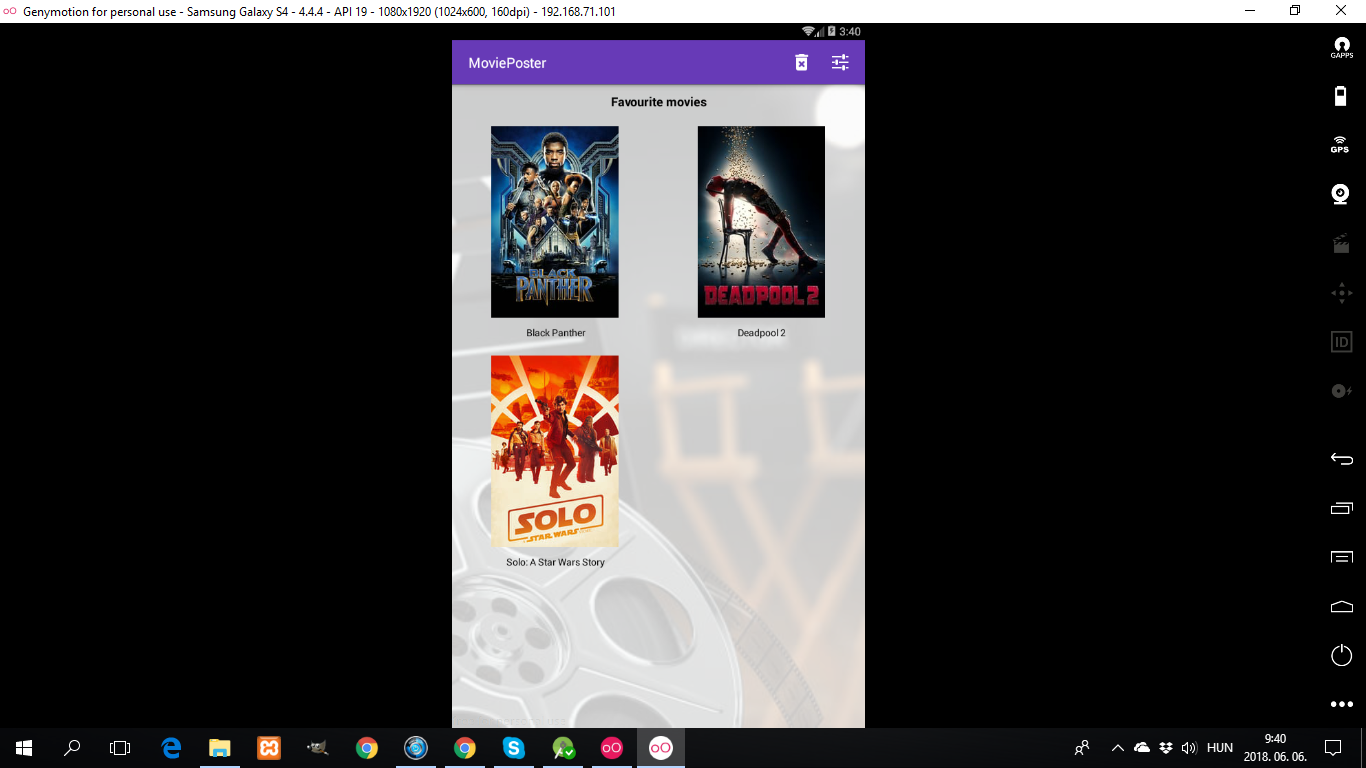 Genymotion for personal use - Samsung Galaxy S4 - 4.4.4 - API 19 - 1080x1920 (1024x600, 160dpi) - 192.168.71.101
3:40
GAPPS
MoviePoster
Favourite movies
GPS
BLACK
PANTHER
DEADPOOL 2
Black Panther
Deadpool 2
ID
SOLO
A STAR WARS STORY
Solo: A Star Wars Story
HUN
9:40
2018. 06. 06.